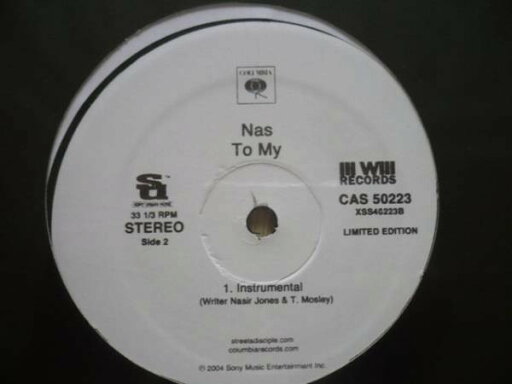 COLUMBIA
Nas
To My
Ill Will
RECORDS
33 1/3 RPM
CAS 50223
STEREO
Side 2
LIMITED EDITION
1. Instrumental
(Writer Nasir Jones & T. Mosley)
streetsdisciple.com
columbiarecords.com
℗ 2004 Sony Music Entertainment Inc.